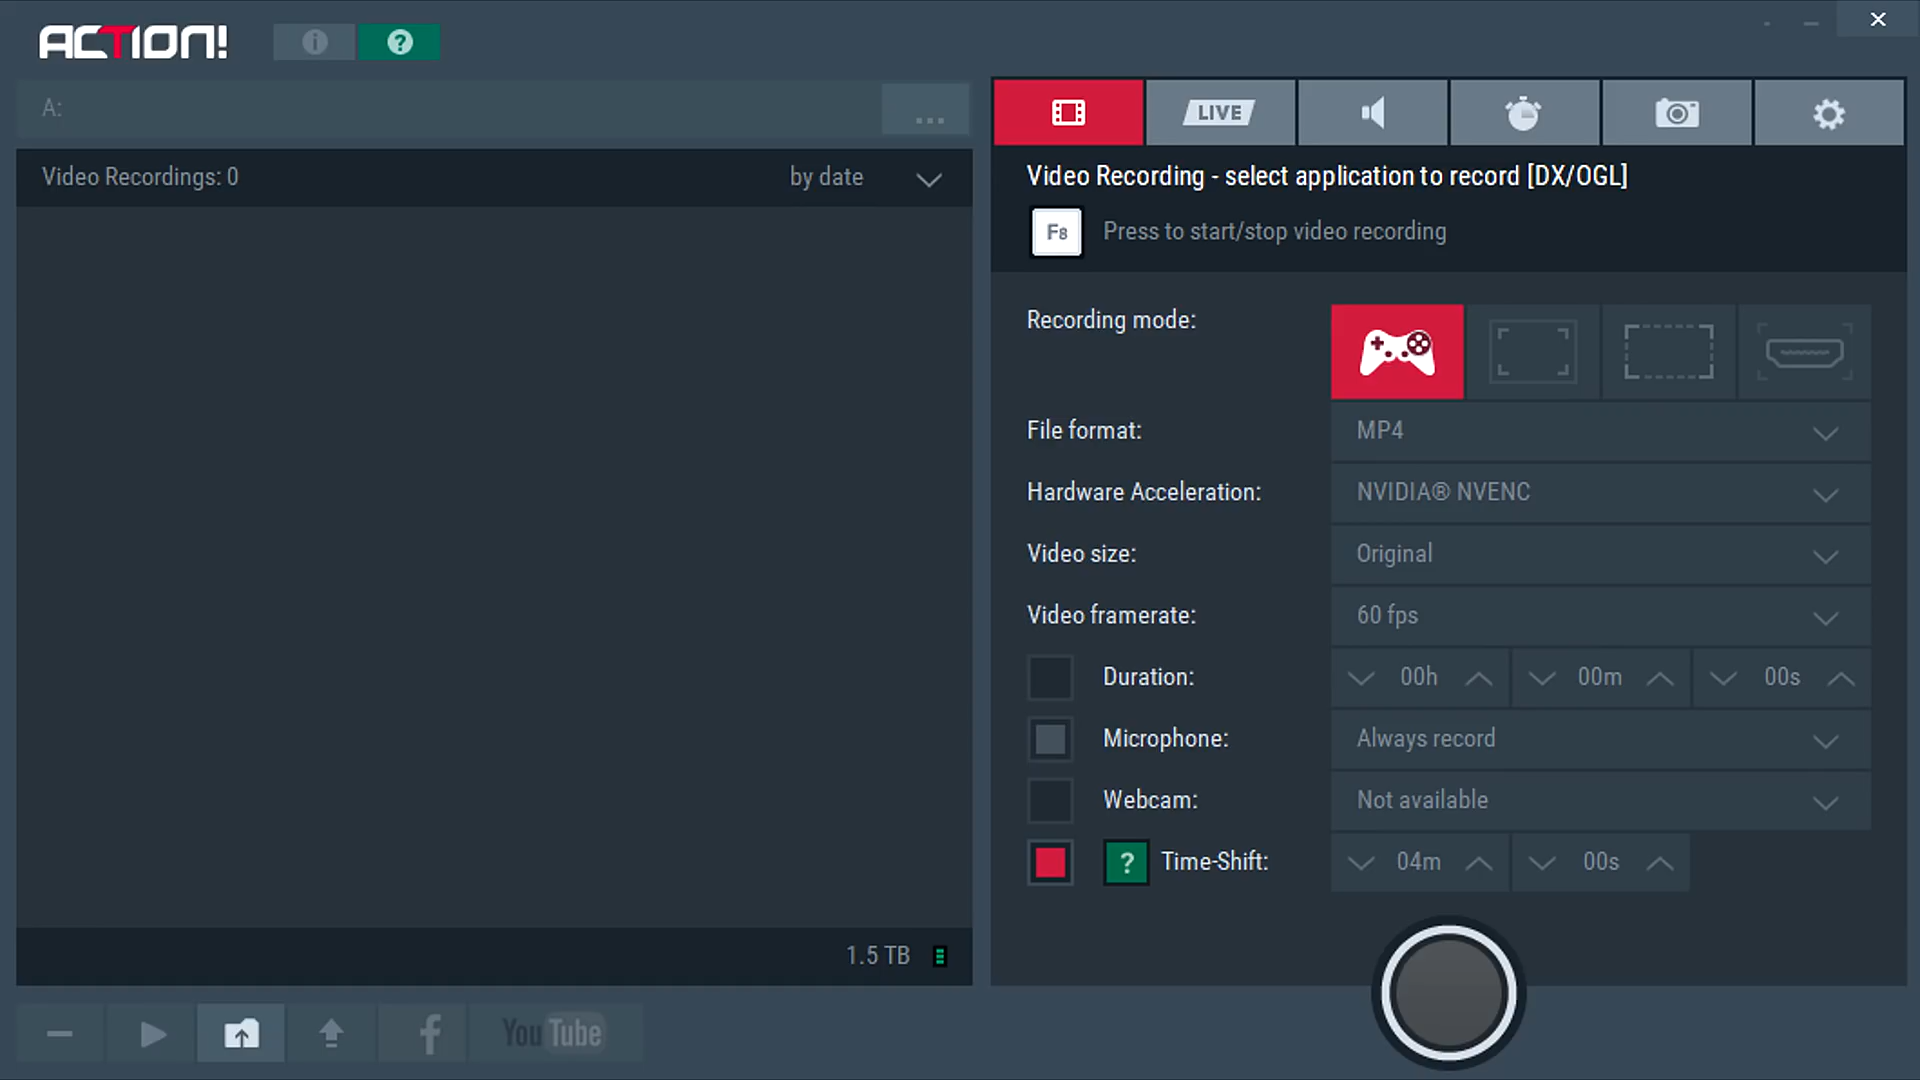 ACTION!
A:
...
Video Recordings: 0
by date
1.5 TB
You Tube
LIVE
Video Recording - select application to record [DX/OGL]
F8
Press to start/stop video recording
Recording mode:
File format:
MP4
Hardware Acceleration:
NVIDIA® NVENC
Video size:
Original
Video framerate:
60 fps
Duration:
00h
00m
00s
Microphone:
Always record
Webcam:
Not available
? Time-Shift:
04m
00s